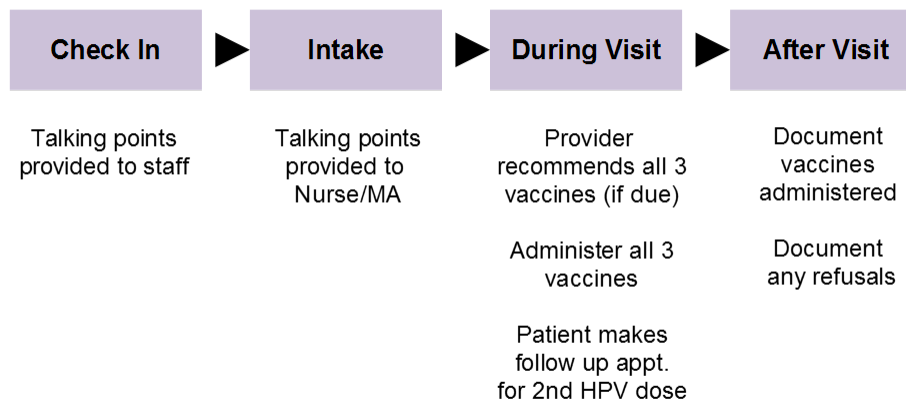 Check In
Intake
During Visit
After Visit
Talking points
provided to staff
Talking points
provided to
Nurse/MA
Provider
recommends all 3
vaccines (if due)
Administer all 3
vaccines
Patient makes
follow up appt.
for 2nd HPV dose
Document
vaccines
administered
Document
any refusals